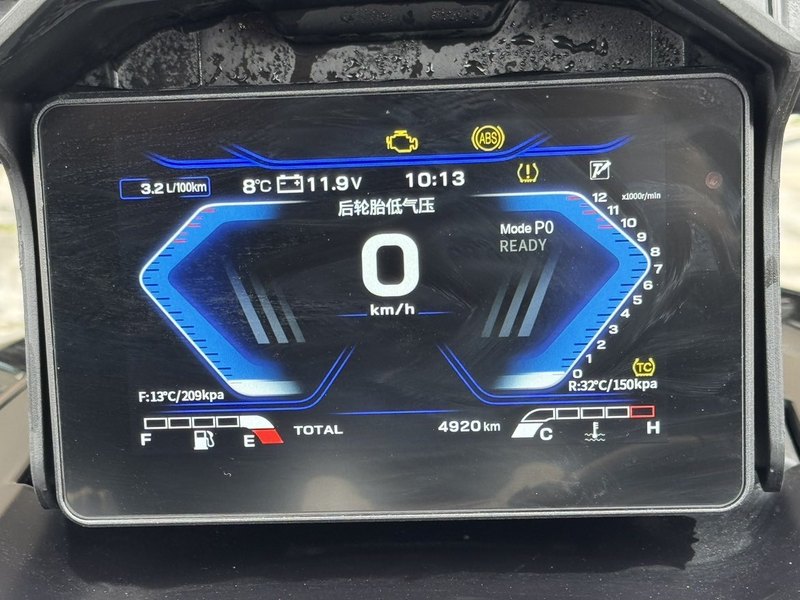 ABS
3.2 L/100km
8℃ 11.9V 10:13
后轮胎低气压
12 x1000r/min
11
10
9
8
7
6
5
4
3
2
1
0
Mode P0
READY
0
km/h
TC
F:13℃/209kpa
R:32℃/150kpa
F E
TOTAL 4920 km
C H